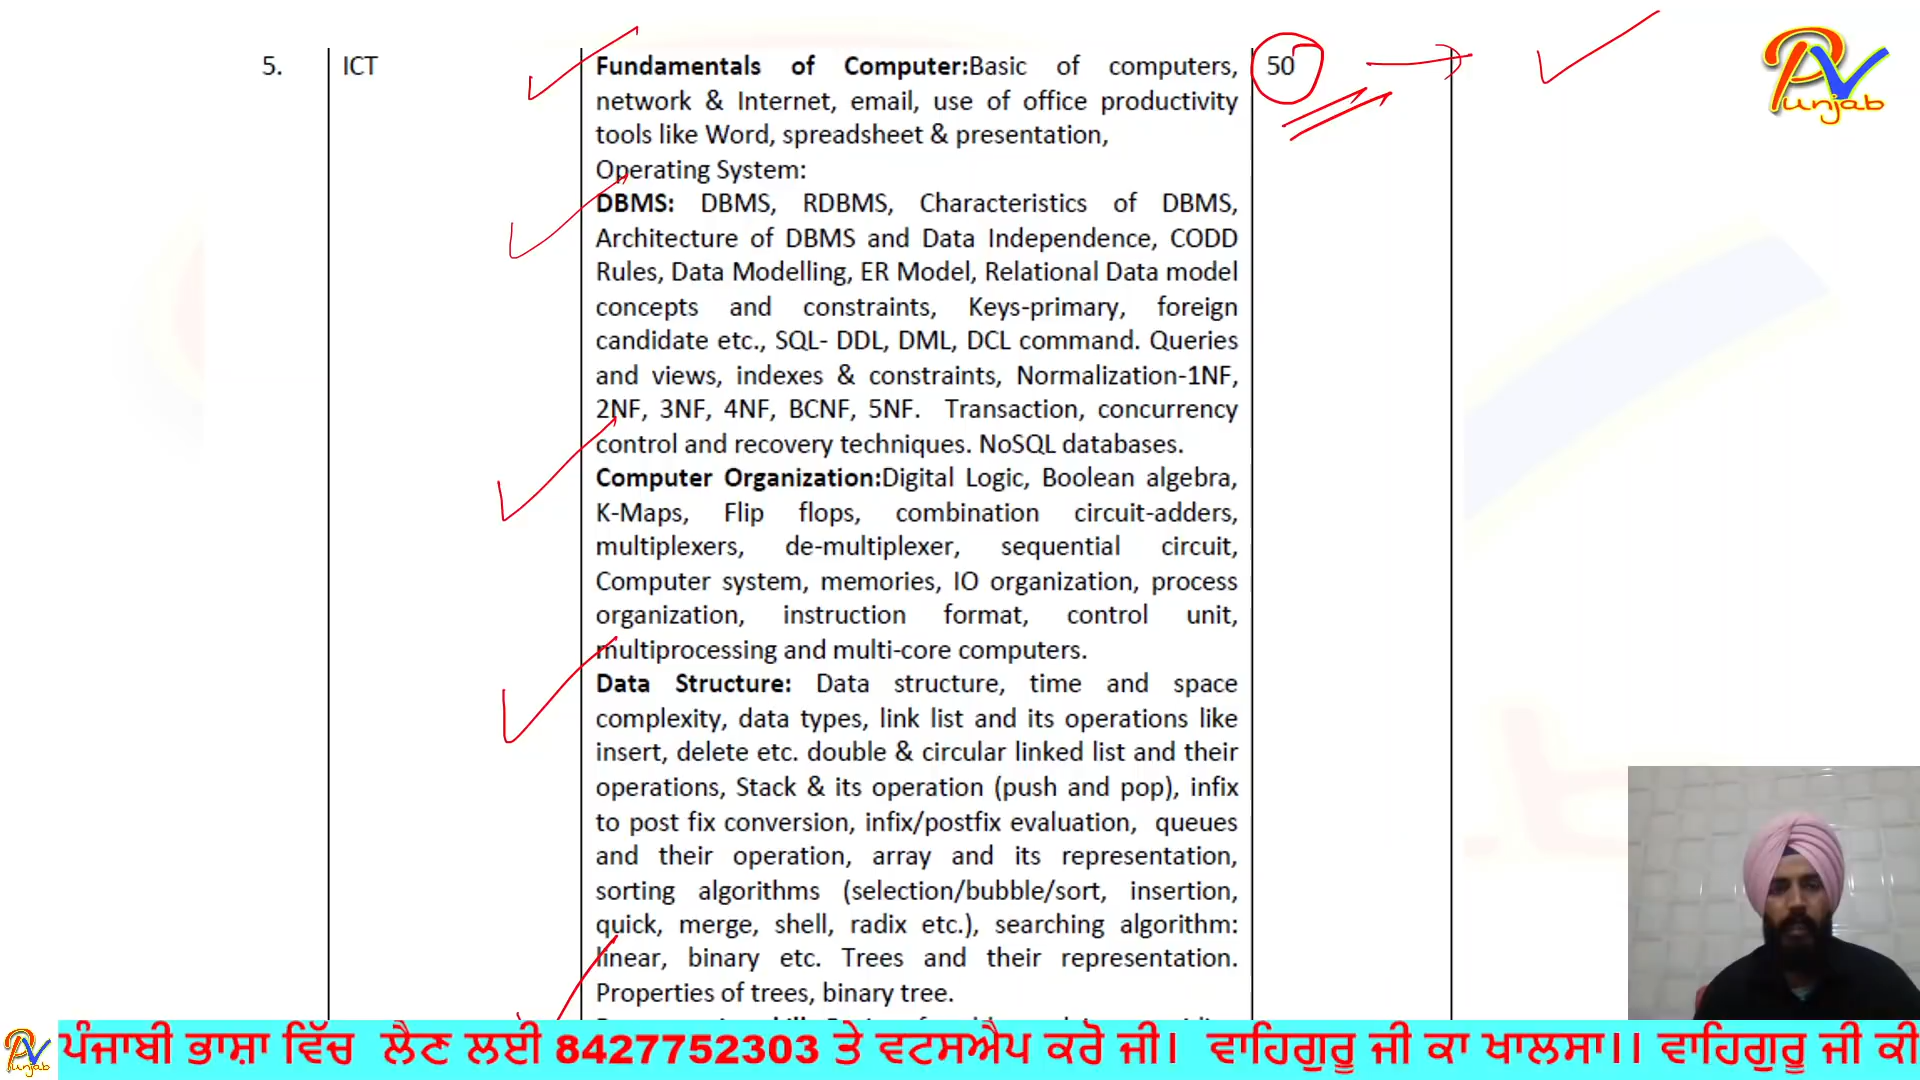 5. ICT Fundamentals of Computer:Basic of computers, 50
network & Internet, email, use of office productivity
tools like Word, spreadsheet & presentation,
Operating System:
DBMS: DBMS, RDBMS, Characteristics of DBMS,
Architecture of DBMS and Data Independence, CODD
Rules, Data Modelling, ER Model, Relational Data model
concepts and constraints, Keys-primary, foreign
candidate etc., SQL- DDL, DML, DCL command. Queries
and views, indexes & constraints, Normalization-1NF,
2NF, 3NF, 4NF, BCNF, 5NF. Transaction, concurrency
control and recovery techniques. NoSQL databases.
Computer Organization:Digital Logic, Boolean algebra,
K-Maps, Flip flops, combination circuit-adders,
multiplexers, de-multiplexer, sequential circuit,
Computer system, memories, IO organization, process
organization, instruction format, control unit,
multiprocessing and multi-core computers.
Data Structure: Data structure, time and space
complexity, data types, link list and its operations like
insert, delete etc. double & circular linked list and their
operations, Stack & its operation (push and pop), infix
to post fix conversion, infix/postfix evaluation, queues
and their operation, array and its representation,
sorting algorithms (selection/bubble/sort, insertion,
quick, merge, shell, radix etc.), searching algorithm:
linear, binary etc. Trees and their representation.
Properties of trees, binary tree.
PV
Punjab
PV
Punjab
ਪੰਜਾਬੀ ਭਾਸ਼ਾ ਵਿੱਚ ਲੈਣ ਲਈ 8427752303 ਤੇ ਵਟਸਐਪ ਕਰੋ ਜੀ। ਵਾਹਿਗੁਰੂ ਜੀ ਕਾ ਖਾਲਸਾ।। ਵਾਹਿਗੁਰੂ ਜੀ ਕੀ